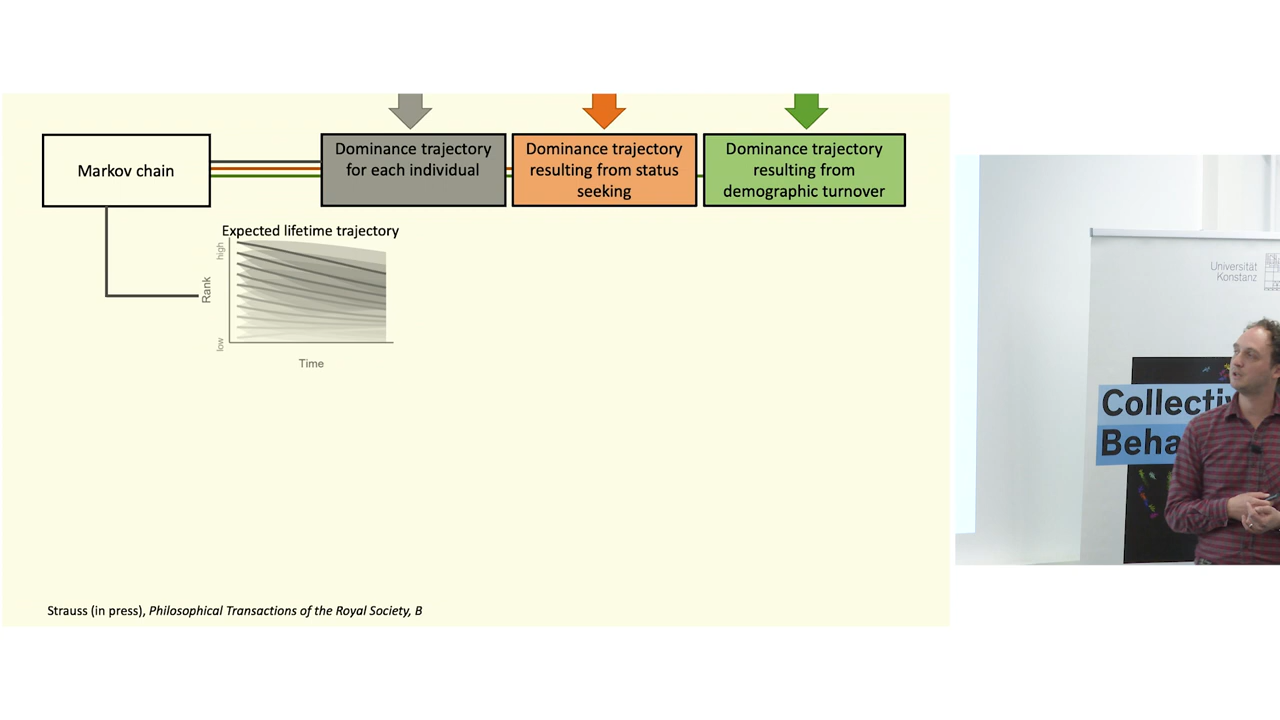 Markov chain
Dominance trajectory
for each individual
Dominance trajectory
resulting from status
seeking
Dominance trajectory
resulting from
demographic turnover
Expected lifetime trajectory
high
Rank
low
Time
Strauss (in press), Philosophical Transactions of the Royal Society, B
Universität
Konstanz
Collectiv
Beha